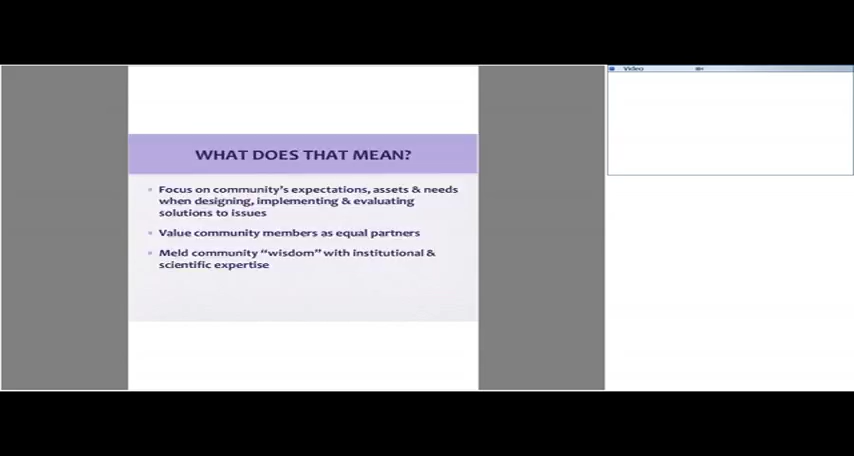 Video
WHAT DOES THAT MEAN?
Focus on community's expectations, assets & needs
when designing, implementing & evaluating
solutions to issues
Value community members as equal partners
Meld community "wisdom" with institutional &
scientific expertise